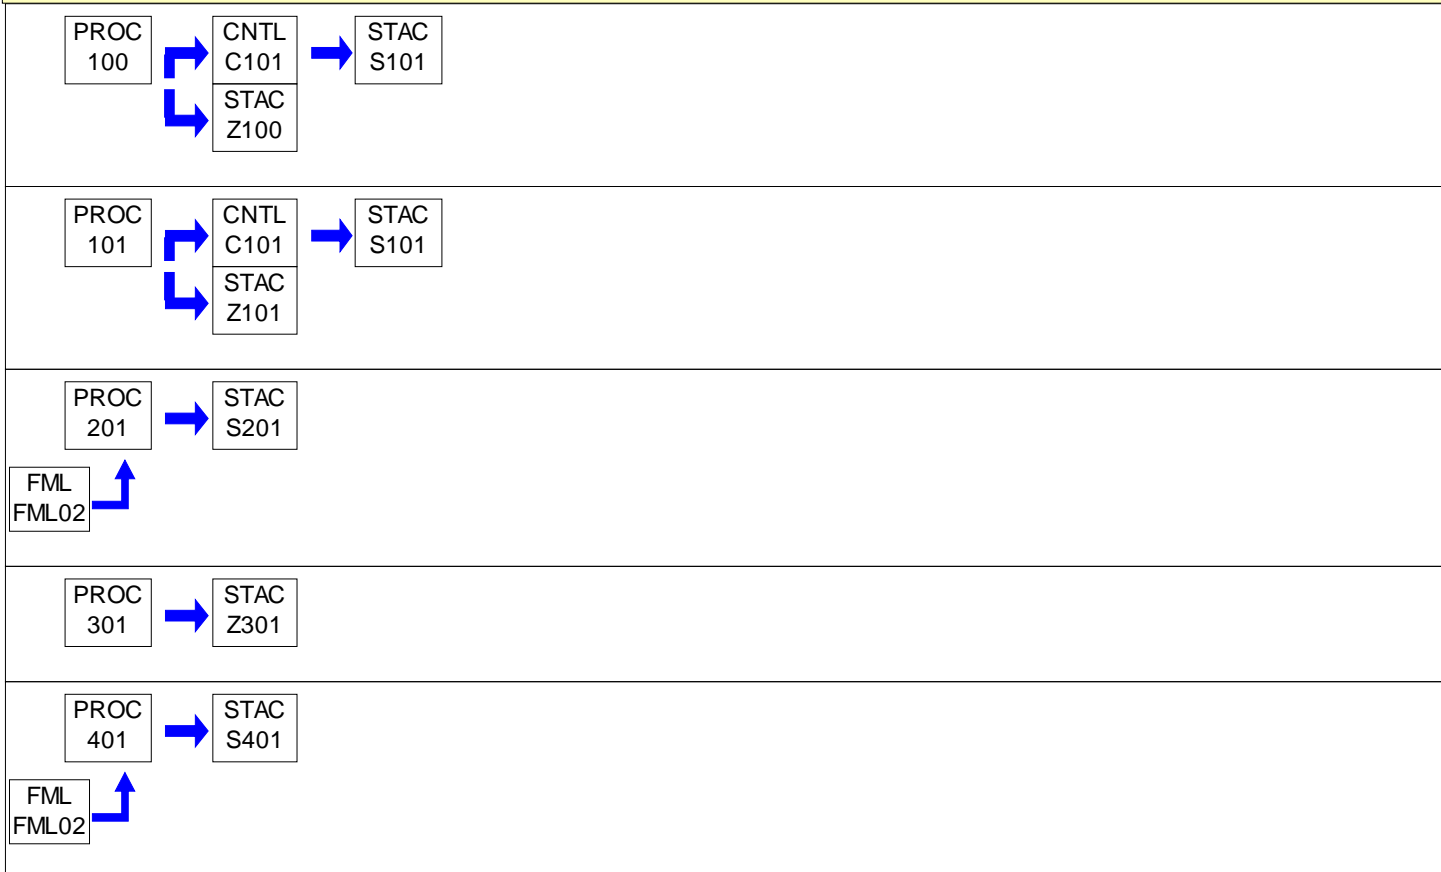 PROC
100
CNTL
C101
STAC
S101
STAC
Z100
PROC
101
CNTL
C101
STAC
S101
STAC
Z101
PROC
201
STAC
S201
FML
FML02
PROC
301
STAC
Z301
PROC
401
STAC
S401
FML
FML02